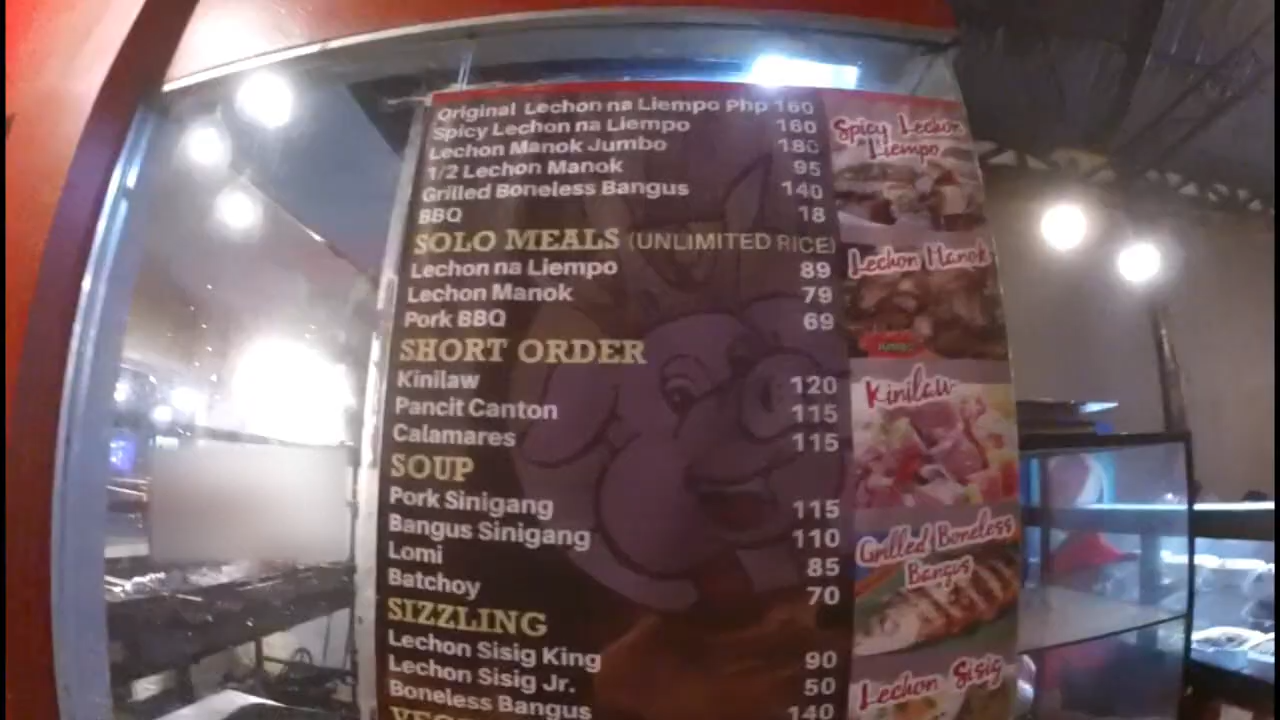 Original Lechon na Liempo Php 160
Spicy Lechon na Liempo 160
Lechon Manok Jumbo 180
1/2 Lechon Manok 95
Grilled Boneless Bangus 140
BBQ 18
SOLO MEALS (UNLIMITED RICE)
Lechon na Liempo 89
Lechon Manok 79
Pork BBQ 69
SHORT ORDER
Kinilaw 120
Pancit Canton 115
Calamares 115
SOUP
Pork Sinigang 115
Bangus Sinigang 110
Lomi 85
Batchoy 70
SIZZLING
Lechon Sisig King 90
Lechon Sisig Jr. 50
Boneless Bangus 140
Spicy Lechon
Liempo
Lechon Manok
Kinilaw
Grilled Boneless
Bangus
Lechon Sisig